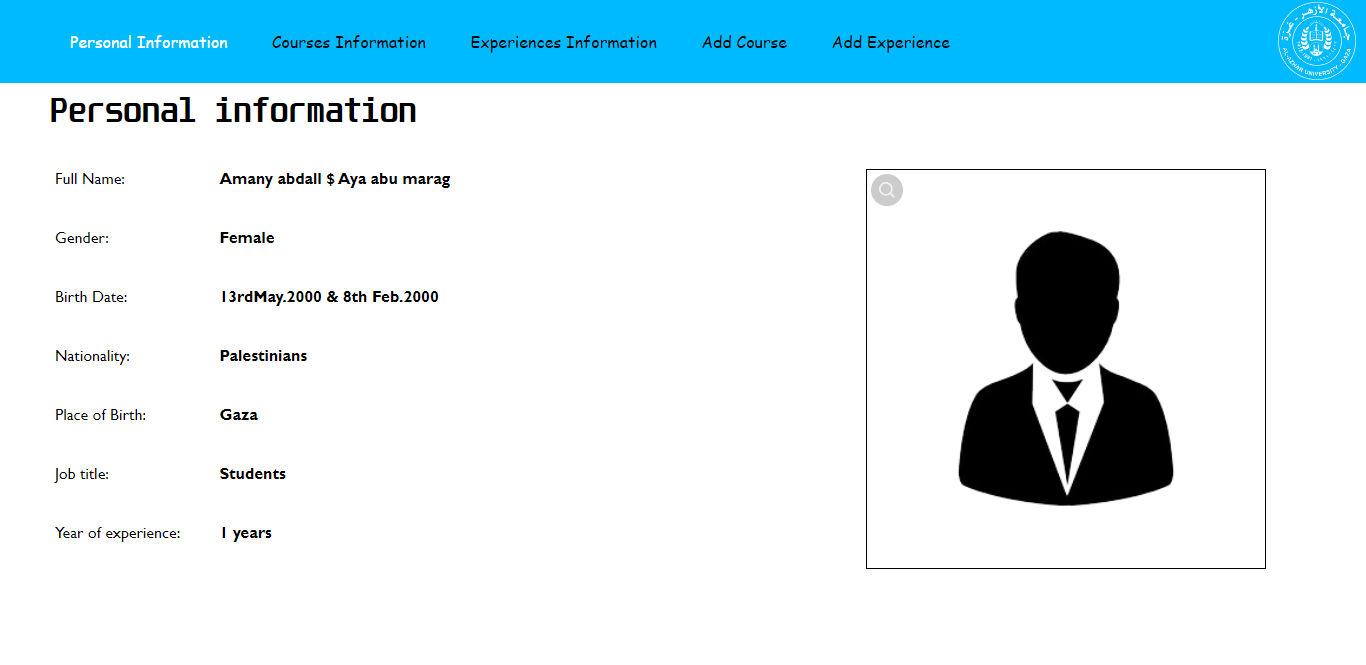 Personal Information Courses Information Experiences Information Add Course Add Experience
جامعة الأزهر - غزة
AL-AZHAR UNIVERSITY - GAZA
Personal information
Full Name: Amany abdall $ Aya abu marag
Gender: Female
Birth Date: 13rdMay.2000 & 8th Feb.2000
Nationality: Palestinians
Place of Birth: Gaza
Job title: Students
Year of experience: 1 years